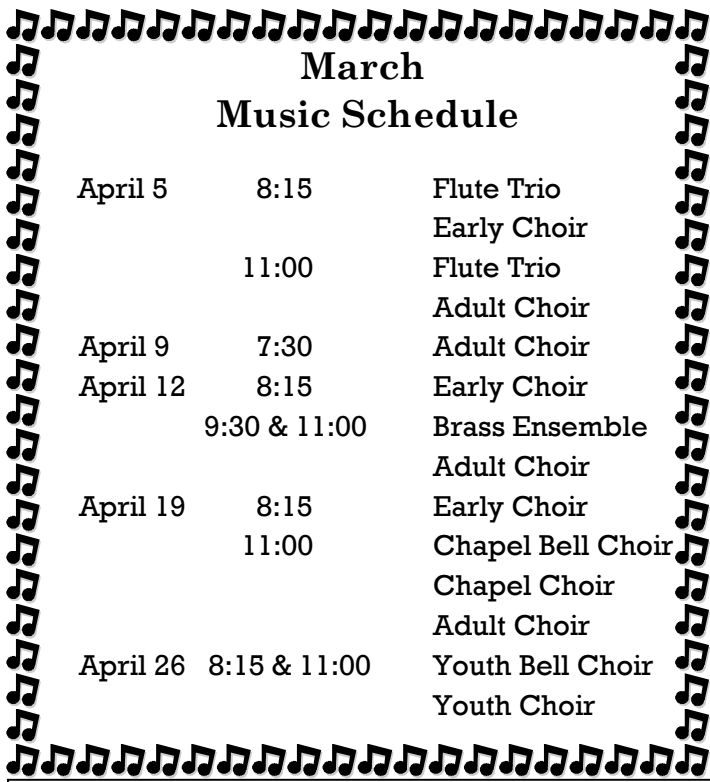 March
Music Schedule
April 5 8:15 Flute Trio
Early Choir
11:00 Flute Trio
Adult Choir
April 9 7:30 Adult Choir
April 12 8:15 Early Choir
9:30 & 11:00 Brass Ensemble
Adult Choir
April 19 8:15 Early Choir
11:00 Chapel Bell Choir
Chapel Choir
Adult Choir
April 26 8:15 & 11:00 Youth Bell Choir
Youth Choir